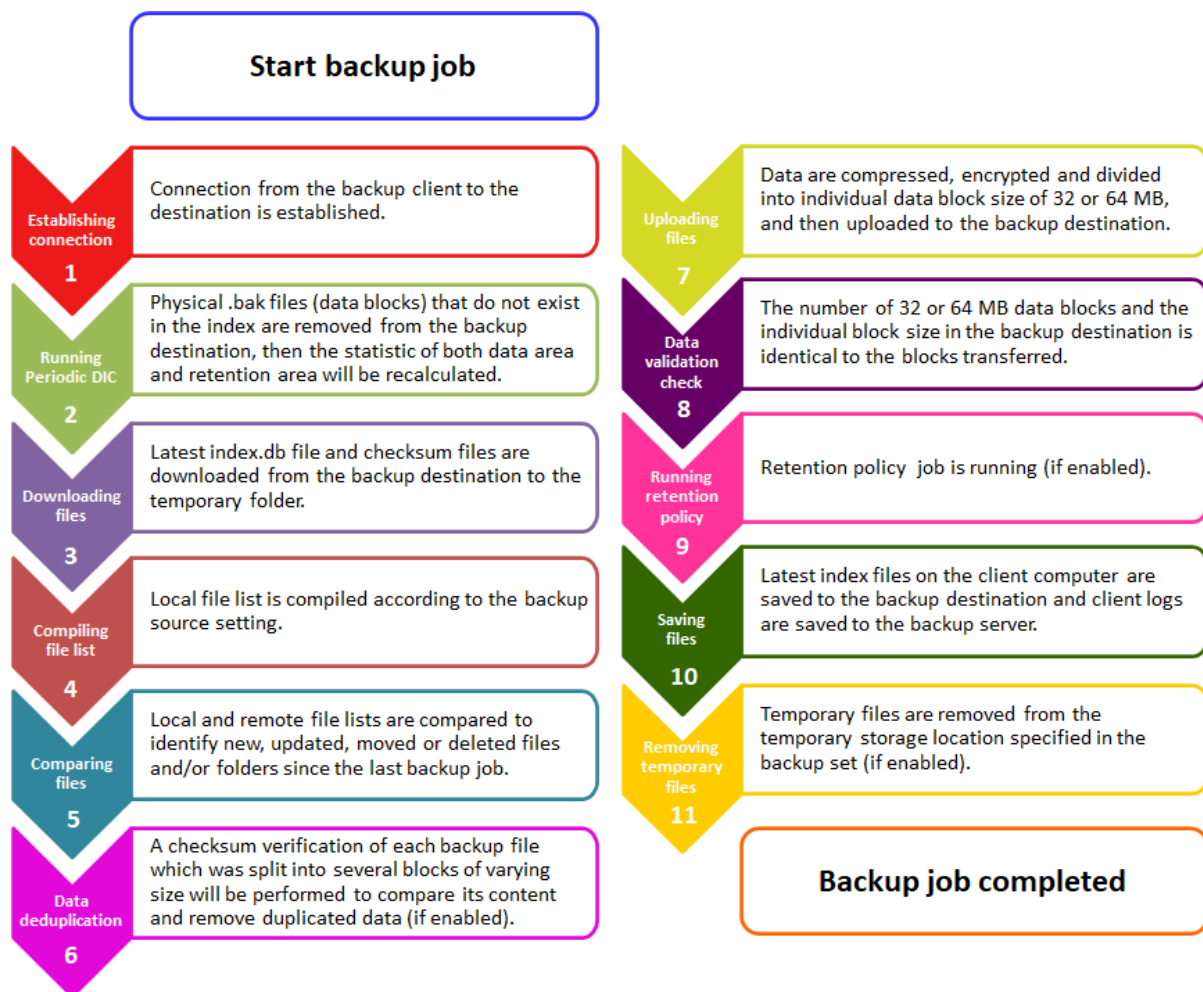 Start backup job
Establishing
connection
1
Connection from the backup client to the
destination is established.
Running
Periodic DIC
2
Physical .bak files (data blocks) that do not exist
in the index are removed from the backup
destination, then the statistic of both data area
and retention area will be recalculated.
Downloading
files
3
Latest index.db file and checksum files are
downloaded from the backup destination to the
temporary folder.
Compiling
file list
4
Local file list is compiled according to the backup
source setting.
Comparing
files
5
Local and remote file lists are compared to
identify new, updated, moved or deleted files
and/or folders since the last backup job.
Data
deduplication
6
A checksum verification of each backup file
which was split into several blocks of varying
size will be performed to compare its content
and remove duplicated data (if enabled).
Uploading
files
7
Data are compressed, encrypted and divided
into individual data block size of 32 or 64 MB,
and then uploaded to the backup destination.
Data
validation
check
8
The number of 32 or 64 MB data blocks and the
individual block size in the backup destination is
identical to the blocks transferred.
Running
retention
policy
9
Retention policy job is running (if enabled).
Saving
files
10
Latest index files on the client computer are
saved to the backup destination and client logs
are saved to the backup server.
Removing
temporary
files
11
Temporary files are removed from the
temporary storage location specified in the
backup set (if enabled).
Backup job completed